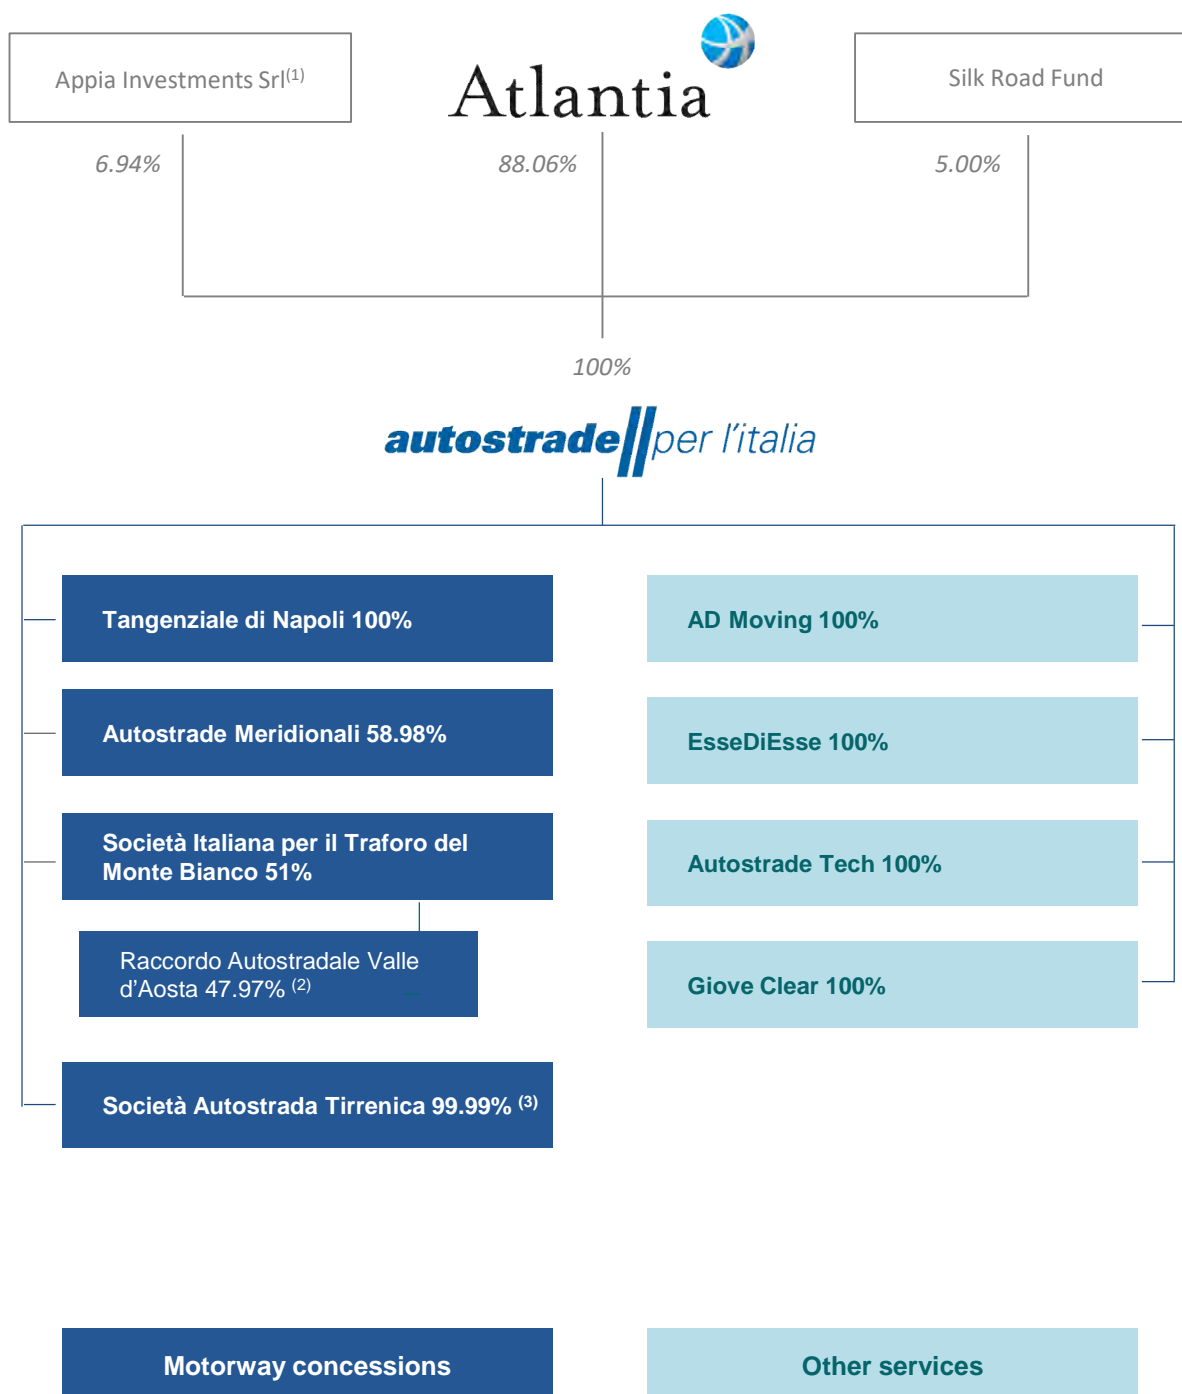 Appia Investments Srl(1)
Atlantia
Silk Road Fund
6.94%
88.06%
5.00%
100%
autostrade per l'italia
Tangenziale di Napoli 100%
Autostrade Meridionali 58.98%
Società Italiana per il Traforo del
Monte Bianco 51%
Raccordo Autostradale Valle
d’Aosta 47.97% (2)
Società Autostrada Tirrenica 99.99% (3)
AD Moving 100%
EsseDiEsse 100%
Autostrade Tech 100%
Giove Clear 100%
Motorway concessions
Other services